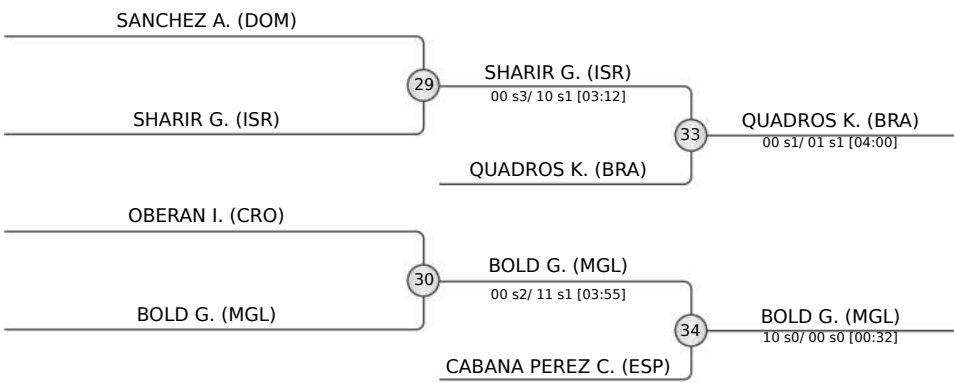 SANCHEZ A. (DOM)
29
SHARIR G. (ISR)
SHARIR G. (ISR)
00 s3/ 10 s1 [03:12]
33
QUADROS K. (BRA)
QUADROS K. (BRA)
00 s1/ 01 s1 [04:00]
OBERAN I. (CRO)
30
BOLD G. (MGL)
BOLD G. (MGL)
00 s2/ 11 s1 [03:55]
34
CABANA PEREZ C. (ESP)
BOLD G. (MGL)
10 s0/ 00 s0 [00:32]